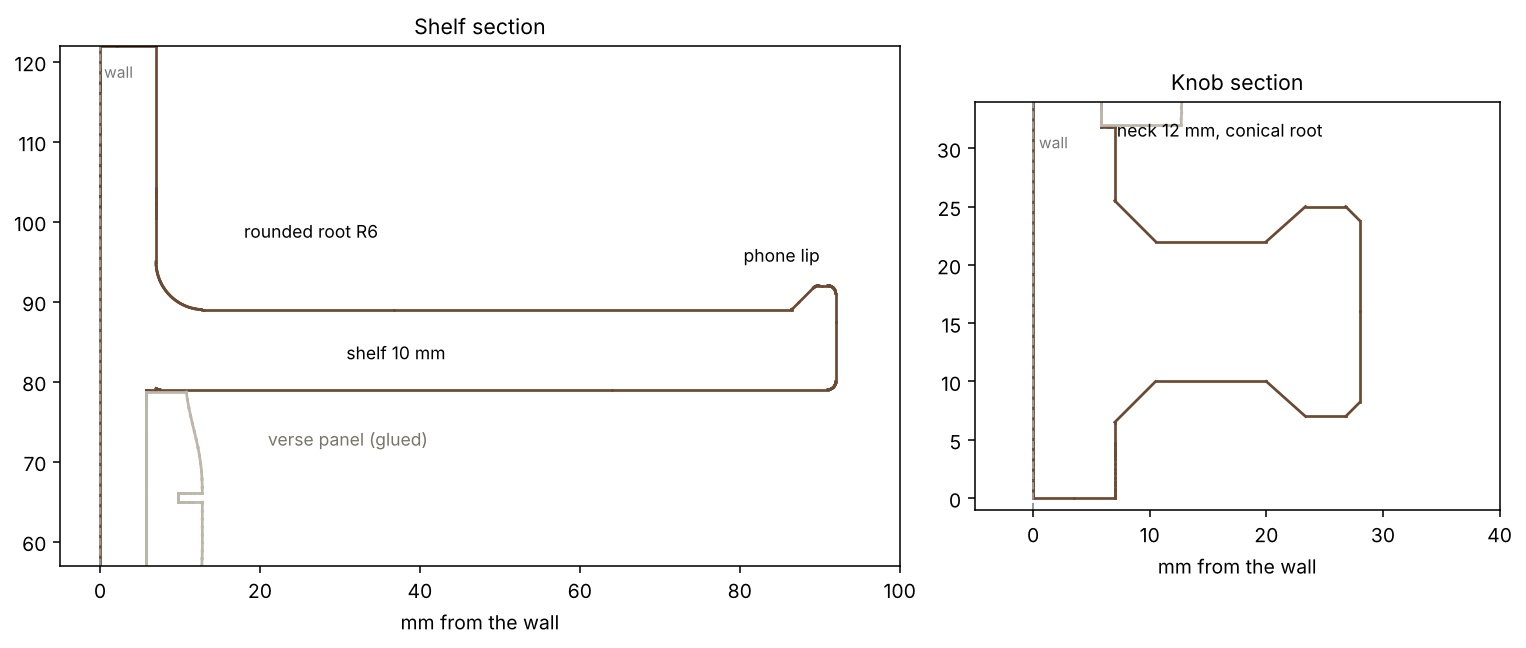 Shelf section
120
wall
110
100
rounded root R6
phone lip
90
shelf 10 mm
80
verse panel (glued)
70
60
0
20
40
60
80
100
mm from the wall
Knob section
neck 12 mm, conical root
wall
30
25
20
15
10
5
0
0
10
20
30
40
mm from the wall